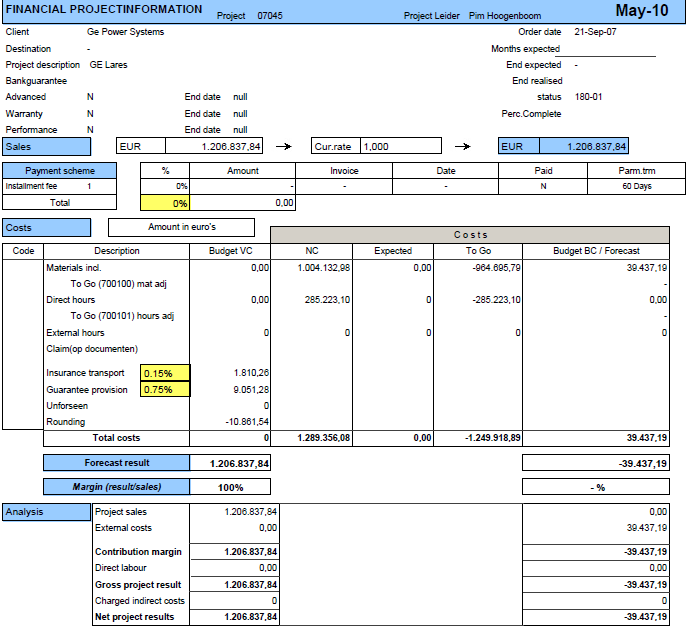 FINANCIAL PROJECTINFORMATION Project 07045 Project Leider Pim Hoogenboom May-10
Client Ge Power Systems Order date 21-Sep-07
Destination - Months expected
Project description GE Lares End expected -
Bankguarantee End realised
Advanced N End date null status 180-01
Warranty N End date null Perc.Complete
Performance N End date null
Sales EUR 1.206.837,84 Cur.rate 1,000 EUR 1.206.837,84
Payment scheme % Amount Invoice Date Paid Parm.trm
Installment fee 1 0% - - - N 60 Days
Total 0% 0,00
Costs Amount in euro's
Costs
Code Description Budget VC NC Expected To Go Budget BC / Forecast
Materials incl. 0,00 1.004.132,98 0,00 -964.695,79 39.437,19
To Go (700100) mat adj -
Direct hours 0,00 285.223,10 0 -285.223,10 0,00
To Go (700101) hours adj -
External hours 0 0 0 0 0
Claim(op documenten)
Insurance transport 0.15% 1.810,26
Guarantee provision 0.75% 9.051,28
Unforseen 0
Rounding -10.861,54
Total costs 0 1.289.356,08 0,00 -1.249.918,89 39.437,19
Forecast result 1.206.837,84 -39.437,19
Margin (result/sales) 100% - %
Analysis Project sales 1.206.837,84 0,00
External costs 0,00 39.437,19
Contribution margin 1.206.837,84 -39.437,19
Direct labour 0,00 0,00
Gross project result 1.206.837,84 -39.437,19
Charged indirect costs 0 0
Net project results 1.206.837,84 -39.437,19